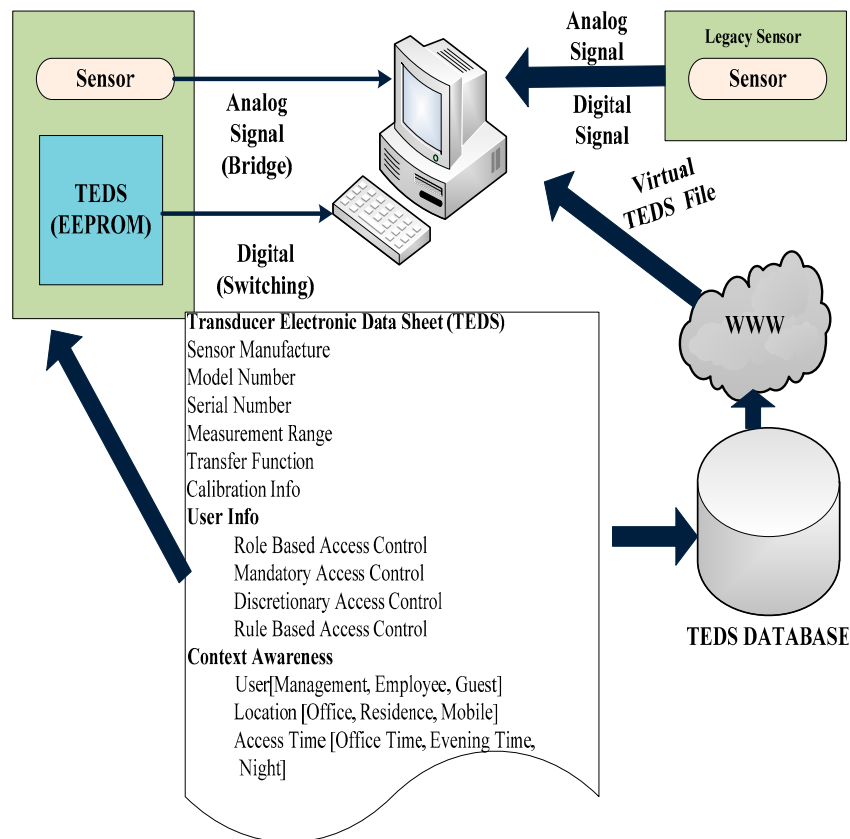 Sensor
Analog
Signal
(Bridge)
TEDS
(EEPROM)
Digital
(Switching)
Analog
Signal
Digital
Signal
Legacy Sensor
Sensor
Virtual
TEDS File
WWW
TEDS DATABASE
Transducer Electronic Data Sheet (TEDS)
Sensor Manufacture
Model Number
Serial Number
Measurement Range
Transfer Function
Calibration Info
User Info
Role Based Access Control
Mandatory Access Control
Discretionary Access Control
Rule Based Access Control
Context Awareness
User[Management, Employee, Guest]
Location [Office, Residence, Mobile]
Access Time [Office Time, Evening Time,
Night]